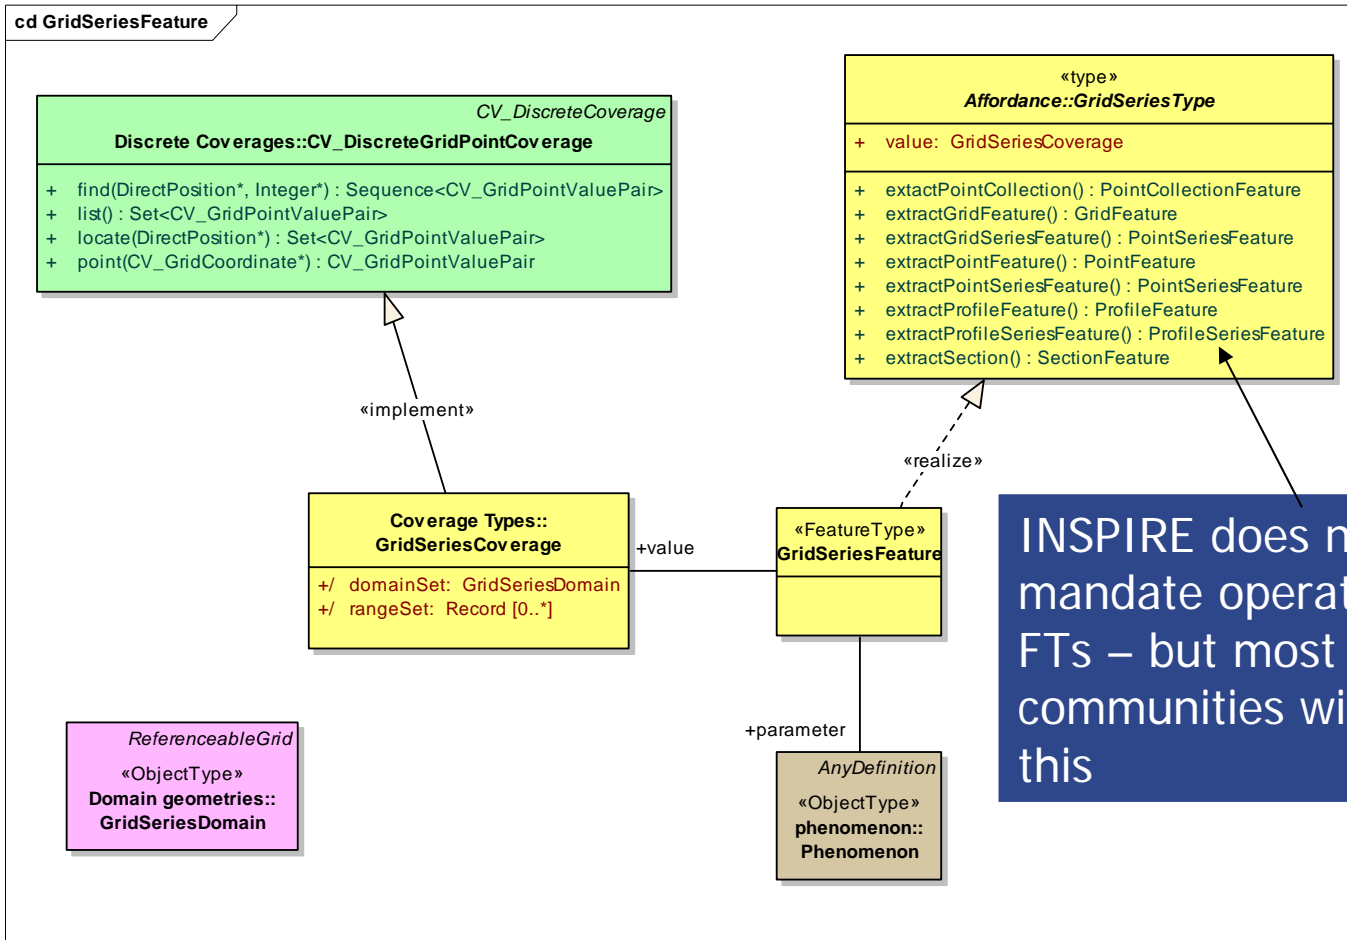 cd GridSeriesFeature
CV_DiscreteCoverage
Discrete Coverages::CV_DiscreteGridPointCoverage
+ find(DirectPosition*, Integer*) : Sequence<CV_GridPointValuePair>
+ list() : Set<CV_GridPointValuePair>
+ locate(DirectPosition*) : Set<CV_GridPointValuePair>
+ point(CV_GridCoordinate*) : CV_GridPointValuePair
«type»
Affordance::GridSeriesType
+ value: GridSeriesCoverage
+ extactPointCollection() : PointCollectionFeature
+ extractGridFeature() : GridFeature
+ extractGridSeriesFeature() : PointSeriesFeature
+ extractPointFeature() : PointFeature
+ extractPointSeriesFeature() : PointSeriesFeature
+ extractProfileFeature() : ProfileFeature
+ extractProfileSeriesFeature() : ProfileSeriesFeature
+ extractSection() : SectionFeature
«implement»
«realize»
Coverage Types::
GridSeriesCoverage
+/ domainSet: GridSeriesDomain
+/ rangeSet: Record [0..*]
+value
«FeatureType»
GridSeriesFeature
INSPIRE does
mandate
FTs – but most
communities
this
+parameter
ReferenceableGrid
«ObjectType»
Domain geometries::
GridSeriesDomain
AnyDefinition
«ObjectType»
phenomenon::
Phenomenon